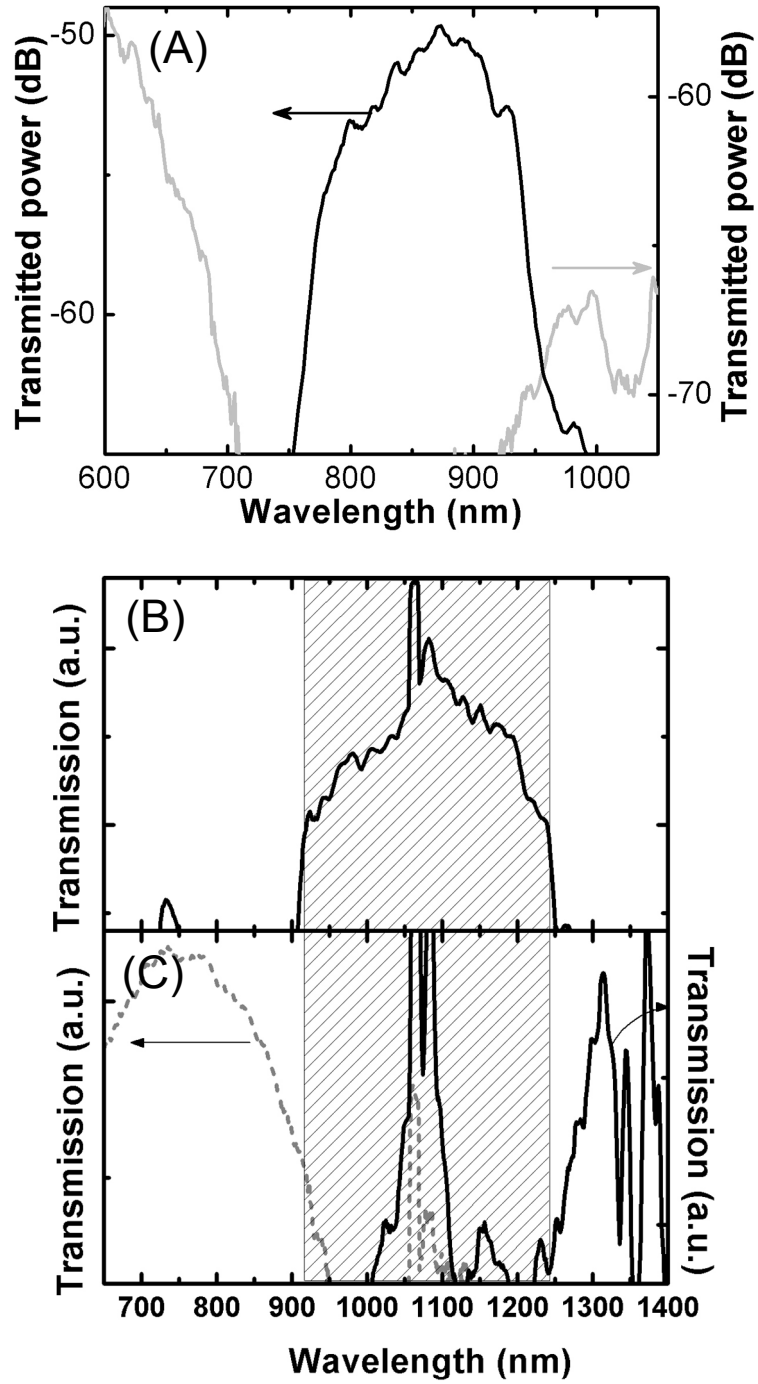 (A)
Transmitted power (dB)
-50
-60
Transmitted power (dB)
-60
-70
600 700 800 900 1000
Wavelength (nm)
(B)
Transmission (a.u.)
(C)
Transmission (a.u.)
Transmission (a.u.)
700 800 900 1000 1100 1200 1300 1400
Wavelength (nm)